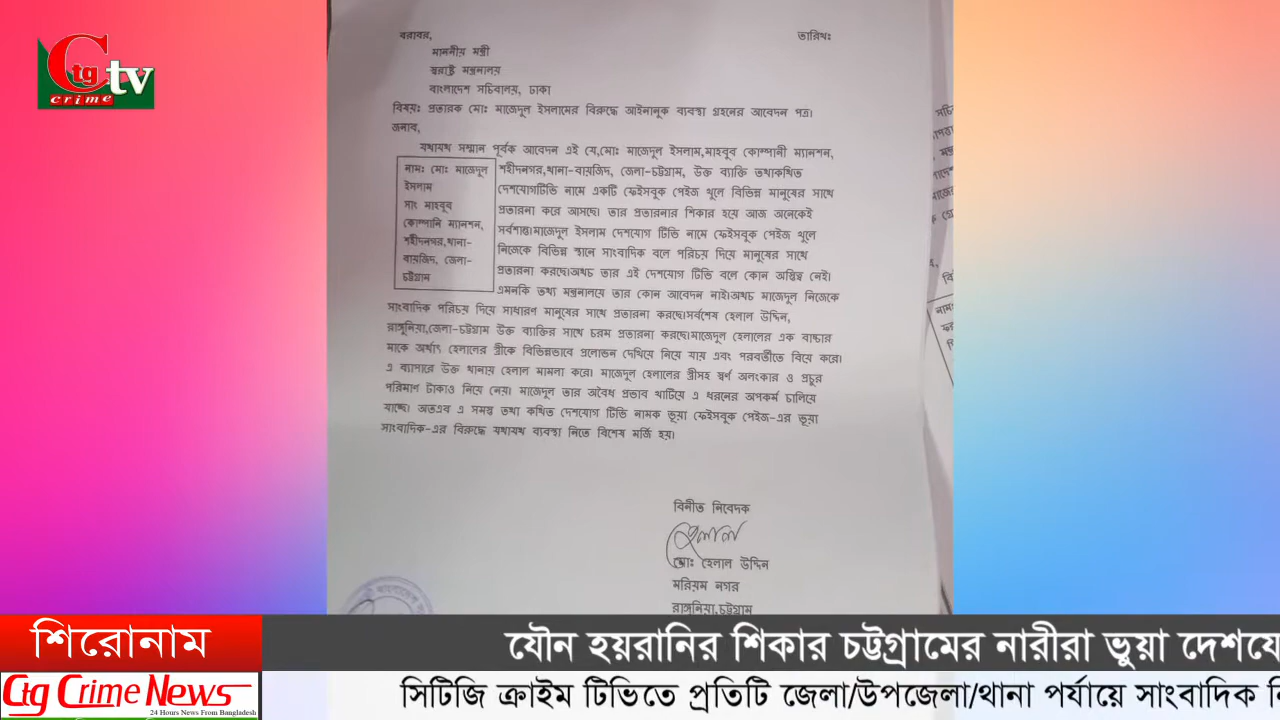 Ctg tv
crime
বরাবর,
তারিখঃ
মাননীয় মন্ত্রী
স্বরাষ্ট্র মন্ত্রনালয়
বাংলাদেশ সচিবালয়, ঢাকা
বিষয়ঃ প্রতারক মোঃ মাজেদুল ইসলামের বিরুদ্ধে আইনানূক ব্যবস্থা গ্রহনের আবেদন পত্র।
জনাব,
যথাযথ সম্মান পূর্বক আবেদন এই যে,মোঃ মাজেদুল ইসলাম,মাহবুব কোম্পানী ম্যানশন,
নামঃ মোঃ মাজেদুল
ইসলাম
সাং মাহবুব
কোম্পানি ম্যানশন,
শহীদনগর,থানা-
বায়জিদ, জেলা-
চট্টগ্রাম
শহীদনগর,থানা-বায়জিদ, জেলা-চট্টগ্রাম, উক্ত ব্যাক্তি তথাকথিত
দেশযোগটিভি নামে একটি ফেইসবুক পেইজ খুলে বিভিন্ন মানুষের সাথে
প্রতারনা করে আসছে। তার প্রতারনার শিকার হয়ে আজ অনেকেই
সর্বশান্ত।মাজেদুল ইসলাম দেশযোগ টিভি নামে ফেইসবুক পেইজ খুলে
নিজেকে বিভিন্ন স্থানে সাংবাদিক বলে পরিচয় দিয়ে মানুষের সাথে
প্রতারনা করছে।অথচ তার এই দেশযোগ টিভি বলে কোন অস্তিত্ব নেই।
এমনকি তথ্য মন্ত্রনালয়ে তার কোন আবেদন নাই।অথচ মাজেদুল নিজেকে
সাংবাদিক পরিচয় দিয়ে সাধারণ মানুষের সাথে প্রতারনা করছে।সর্বশেষ হেলাল উদ্দিন,
রাঙ্গুনিয়া,জেলা-চট্টগ্রাম উক্ত ব্যাক্তির সাথে চরম প্রতারনা করছে।মাজেদুল হেলালের এক বাচ্চার
মাকে অর্থাৎ হেলালের স্ত্রীকে বিভিন্নভাবে প্রলোভন দেখিয়ে নিয়ে যায় এবং পরবর্তীতে বিয়ে করে।
এ ব্যাপারে উক্ত থানায় হেলাল মামলা করে। মাজেদুল হেলালের স্ত্রীসহ স্বর্ণ অলংকার ও প্রচুর
পরিমাণ টাকাও নিয়ে নেয়। মাজেদুল তার অবৈধ প্রভাব খাটিয়ে এ ধরনের অপকর্ম চালিয়ে
যাচ্ছে। অতএব এ সমস্ত তথা কথিত দেশযোগ টিভি নামক ভূয়া ফেইসবুক পেইজ-এর ভূয়া
সাংবাদিক-এর বিরুদ্ধে যথাযথ ব্যবস্থা নিতে বিশেষ মর্জি হয়।
বিনীত নিবেদক
হেলাল
মোঃ হেলাল উদ্দিন
মরিয়ম নগর
রাঙ্গুনিয়া,চট্টগ্রাম
শিরোনাম
যৌন হয়রানির শিকার চট্টগ্রামের নারীরা ভুয়া দেশযো
Ctg Crime News
24 Hours News From Bangladesh
সিটিজি ক্রাইম টিভিতে প্রতিটি জেলা/উপজেলা/থানা পর্যায়ে সাংবাদিক নি